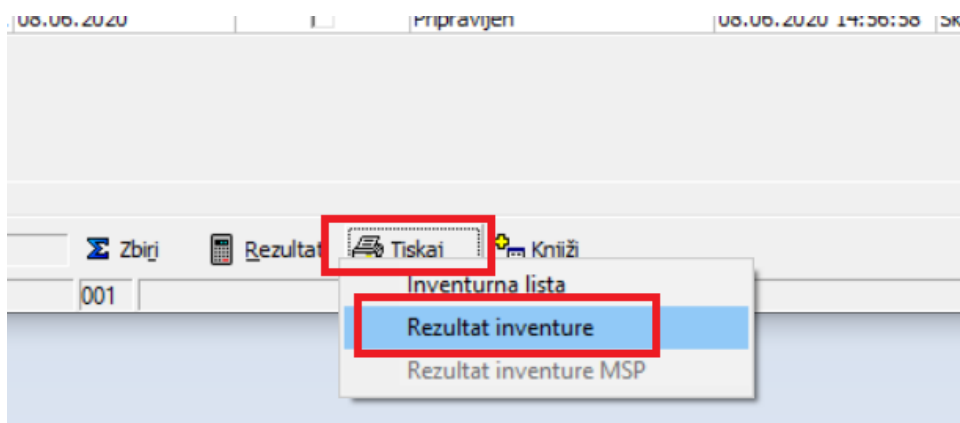 08.06.2020 Pripravljen 08.06.2020 14:56:58 Sk
Zbiri Rezultat Tiskaj Knjiži
001
Inventurna lista
Rezultat inventure
Rezultat inventure MSP